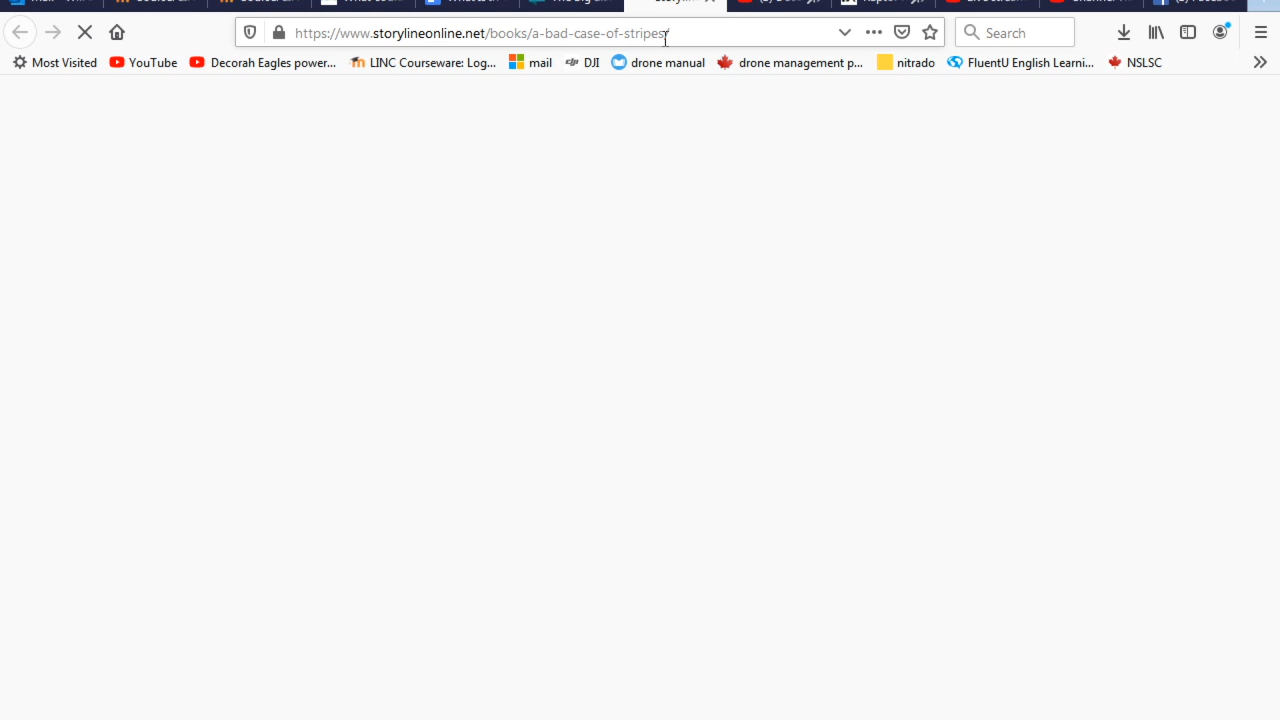 https://www.storylineonline.net/books/a-bad-case-of-stripes/
Search
Most Visited YouTube Decorah Eagles power... LINC Courseware: Log... mail DJI drone manual drone management p... nitrado FluentU English Learni... NSLSC